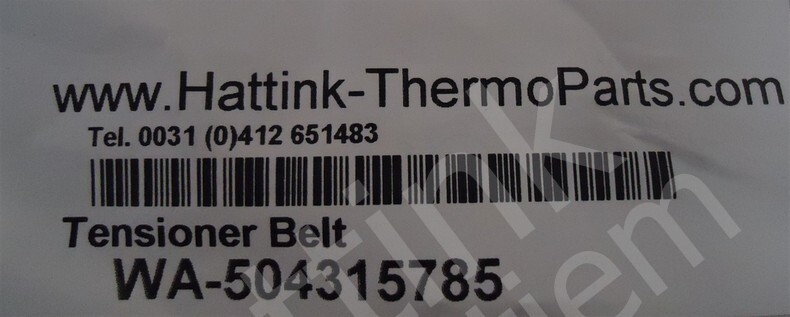 www.Hattink-ThermoParts.com
Tel. 0031 (0)412 651483
Tensioner Belt
WA-504315785